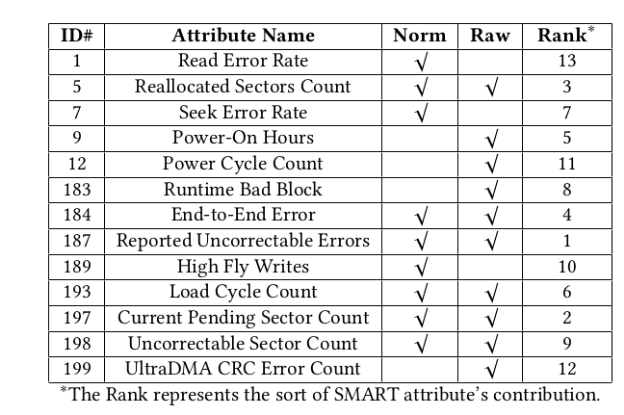 ID# Attribute Name Norm Raw Rank*
1 Read Error Rate √ 13
5 Reallocated Sectors Count √ √ 3
7 Seek Error Rate √ 7
9 Power-On Hours √ 5
12 Power Cycle Count √ 11
183 Runtime Bad Block √ 8
184 End-to-End Error √ √ 4
187 Reported Uncorrectable Errors √ √ 1
189 High Fly Writes √ 10
193 Load Cycle Count √ √ 6
197 Current Pending Sector Count √ √ 2
198 Uncorrectable Sector Count √ √ 9
199 UltraDMA CRC Error Count √ 12
*The Rank represents the sort of SMART attribute's contribution.